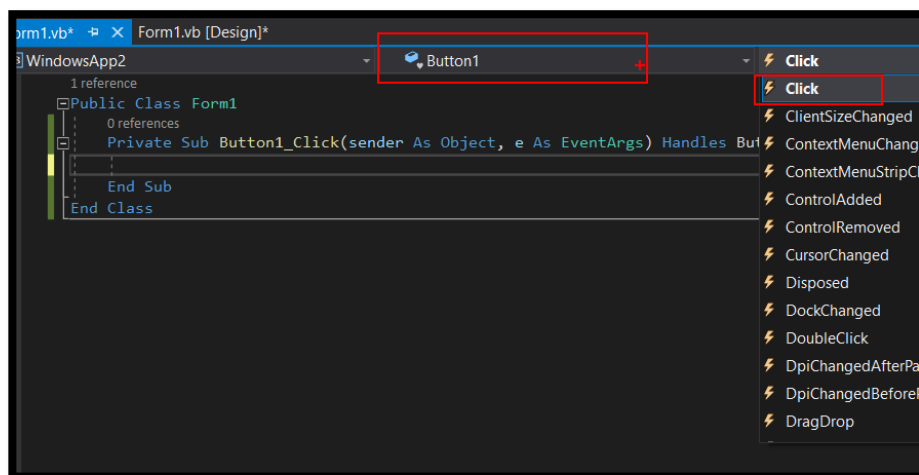 orm1.vb* Form1.vb [Design]*
WindowsApp2 Button1 Click
1 reference
Click
Public Class Form1
0 references
ClientSizeChanged
Private Sub Button1_Click(sender As Object, e As EventArgs) Handles But
ContextMenuChang
ContextMenuStripCl
End Sub
ControlAdded
End Class
ControlRemoved
CursorChanged
Disposed
DockChanged
DoubleClick
DpiChangedAfterPa
DpiChangedBefore
DragDrop